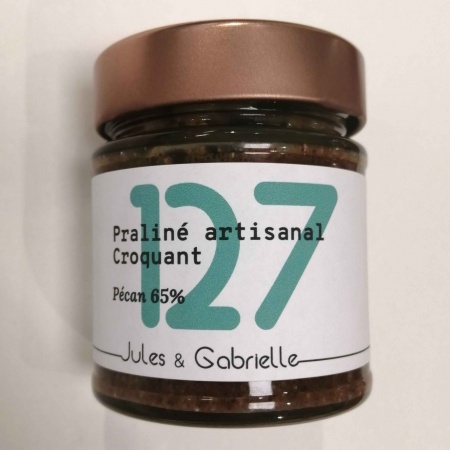 127
Praliné artisanal
Croquant
Pécan 65%
Jules & Gabrielle